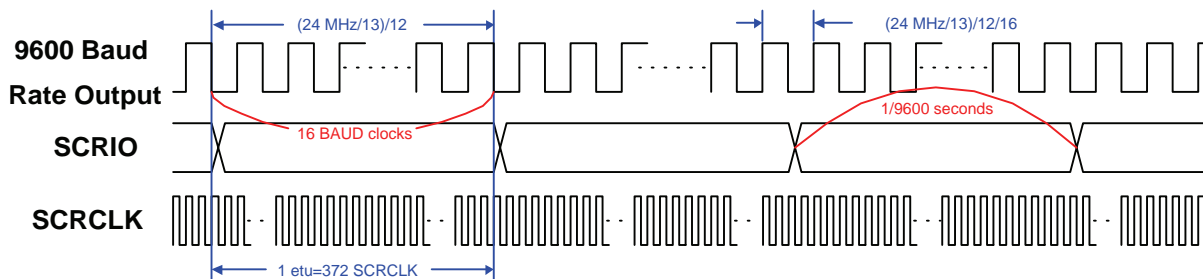 (24 MHz/13)/12
(24 MHz/13)/12/16
9600 Baud
Rate Output
16 BAUD clocks
1/9600 seconds
SCRIO
SCRCLK
1 etu=372 SCRCLK